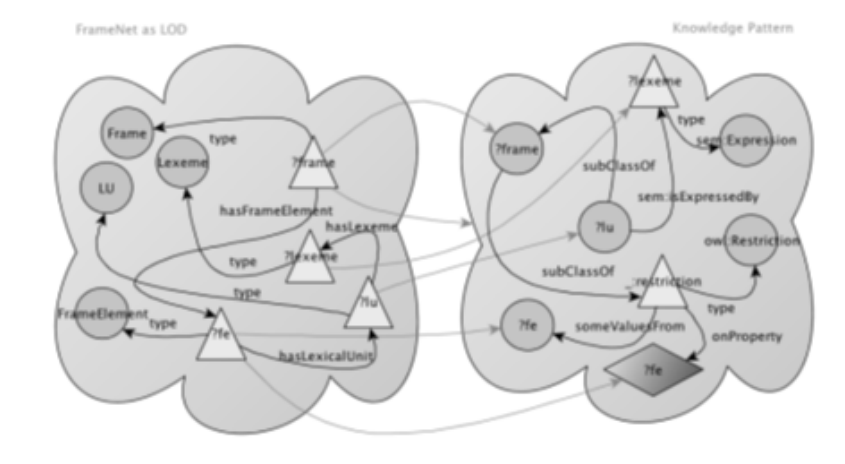 FrameNet as LOD
Knowledge Pattern
Frame
type
Lexeme
?frame
LU
hasFrameElement
hasLexeme
type
?lexeme
type
?lu
FrameElement
type
?fe
hasLexicalUnit
?lexeme
type
sem:Expression
?frame
subClassOf
sem:isExpressedBy
?lu
owl:Restriction
subClassOf
_:restriction
type
?fe
someValuesFrom
onProperty
?fe